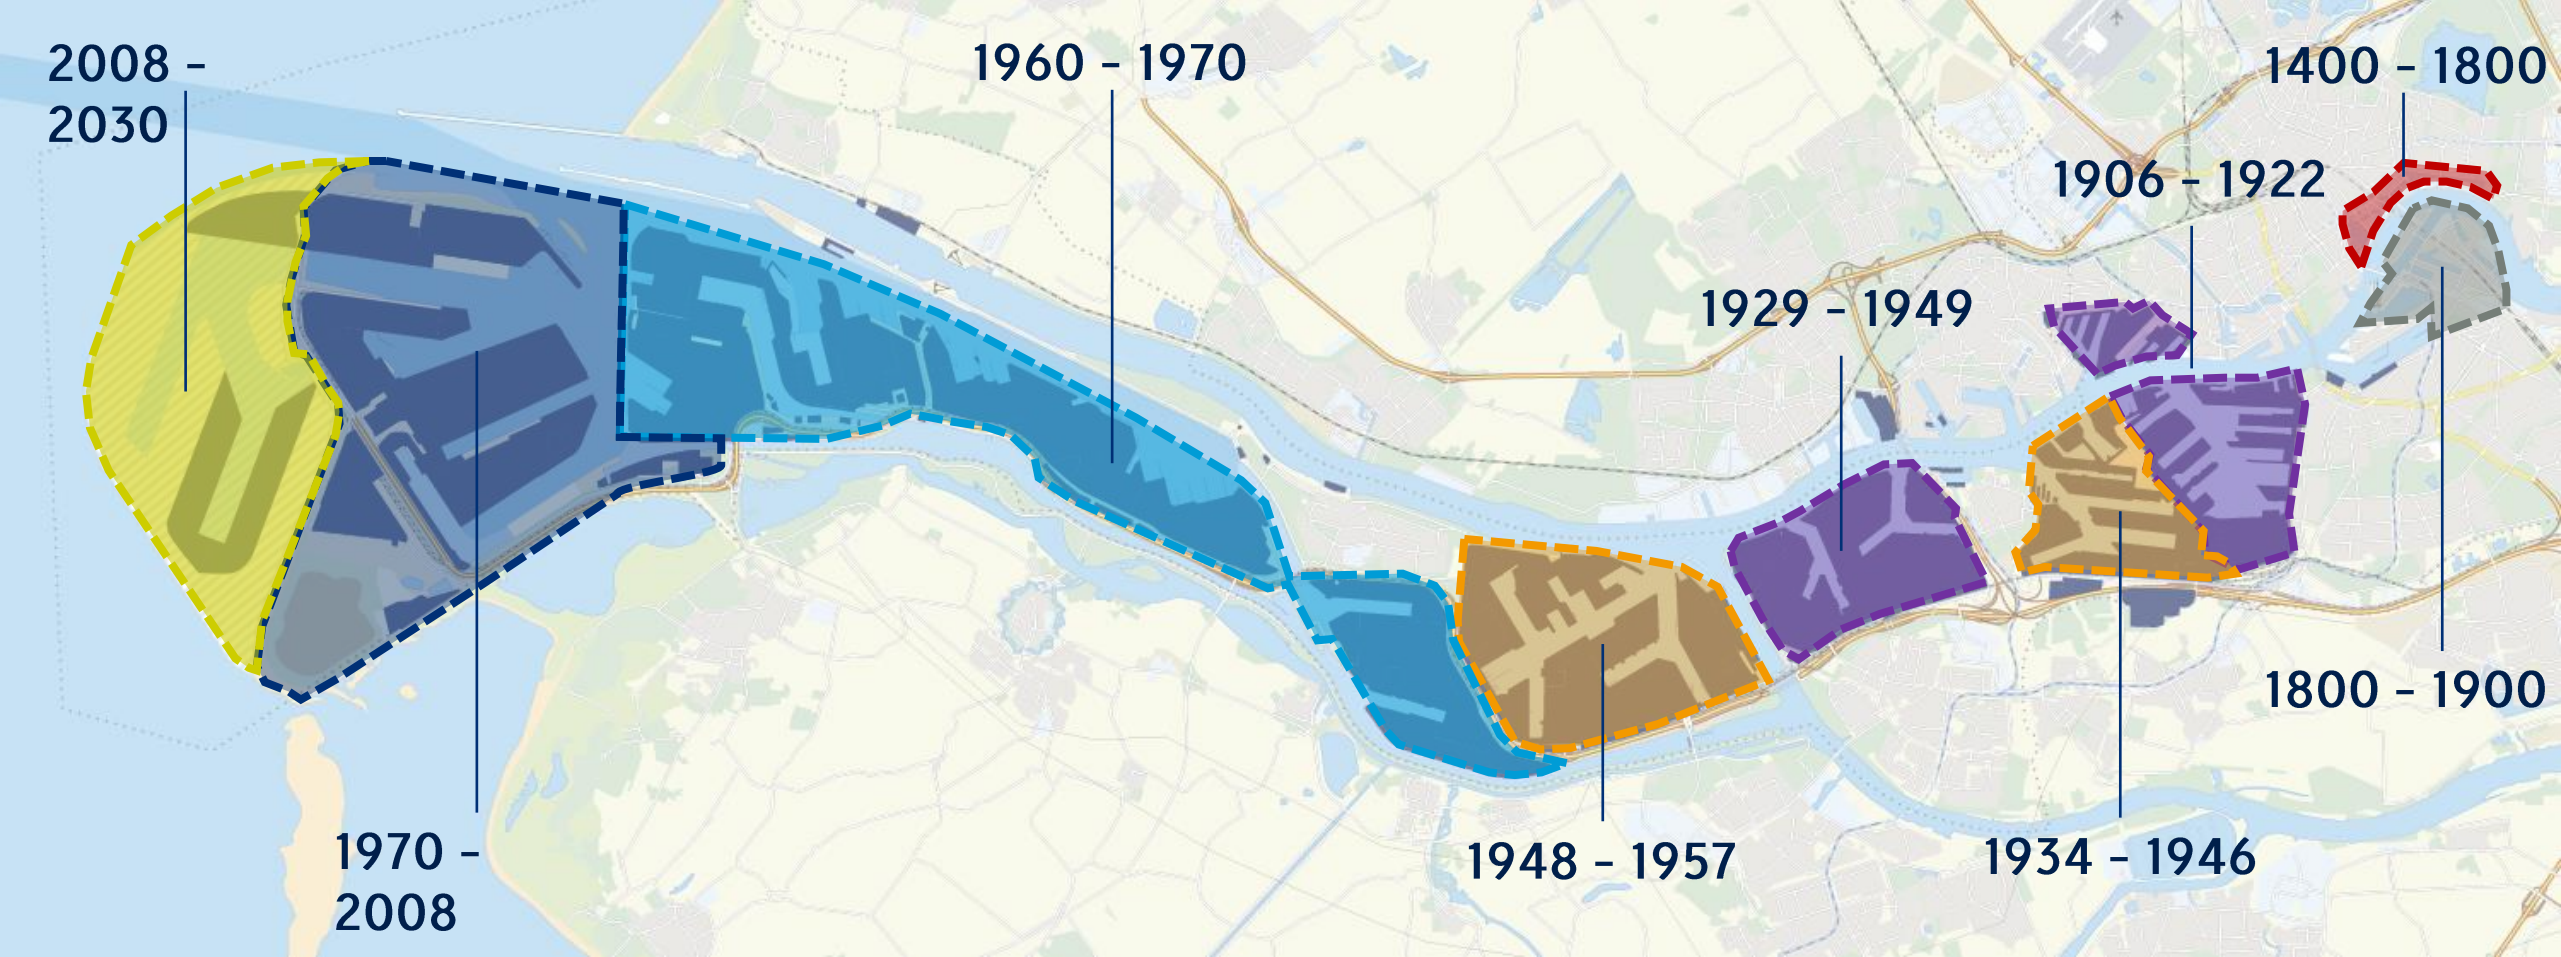 2008 –
2030
1960 – 1970
1400 – 1800
1906 – 1922
1929 – 1949
1800 – 1900
1970 –
2008
1948 – 1957
1934 – 1946